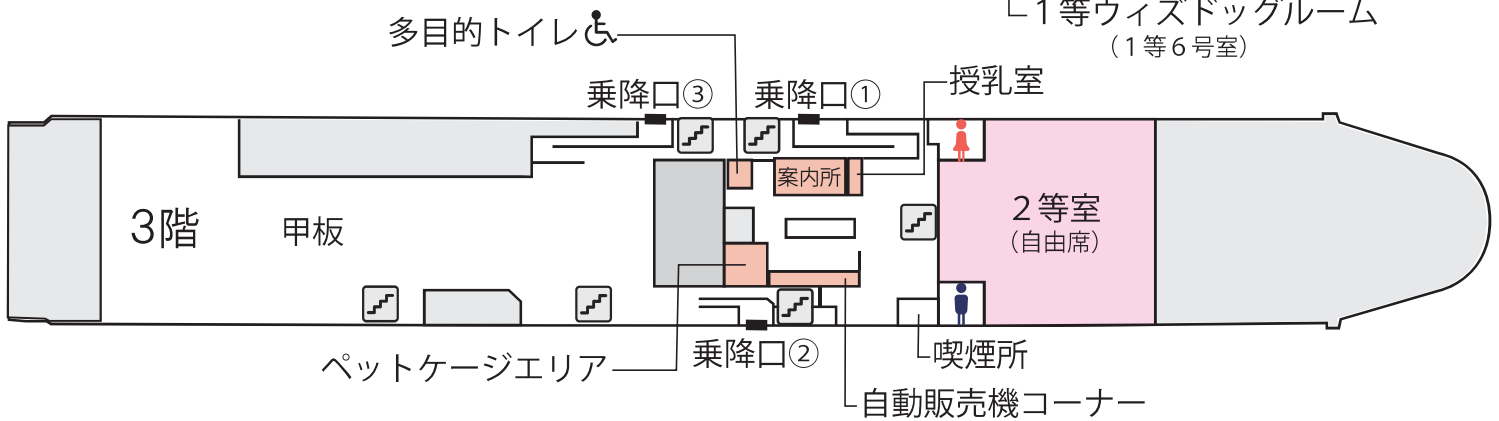 1等ウィズドッグルーム
(1等6号室)
多目的トイレ
授乳室
乗降口③
乗降口①
案内所
3階
甲板
2等室
(自由席)
乗降口②
喫煙所
ペットケージエリア
自動販売機コーナー